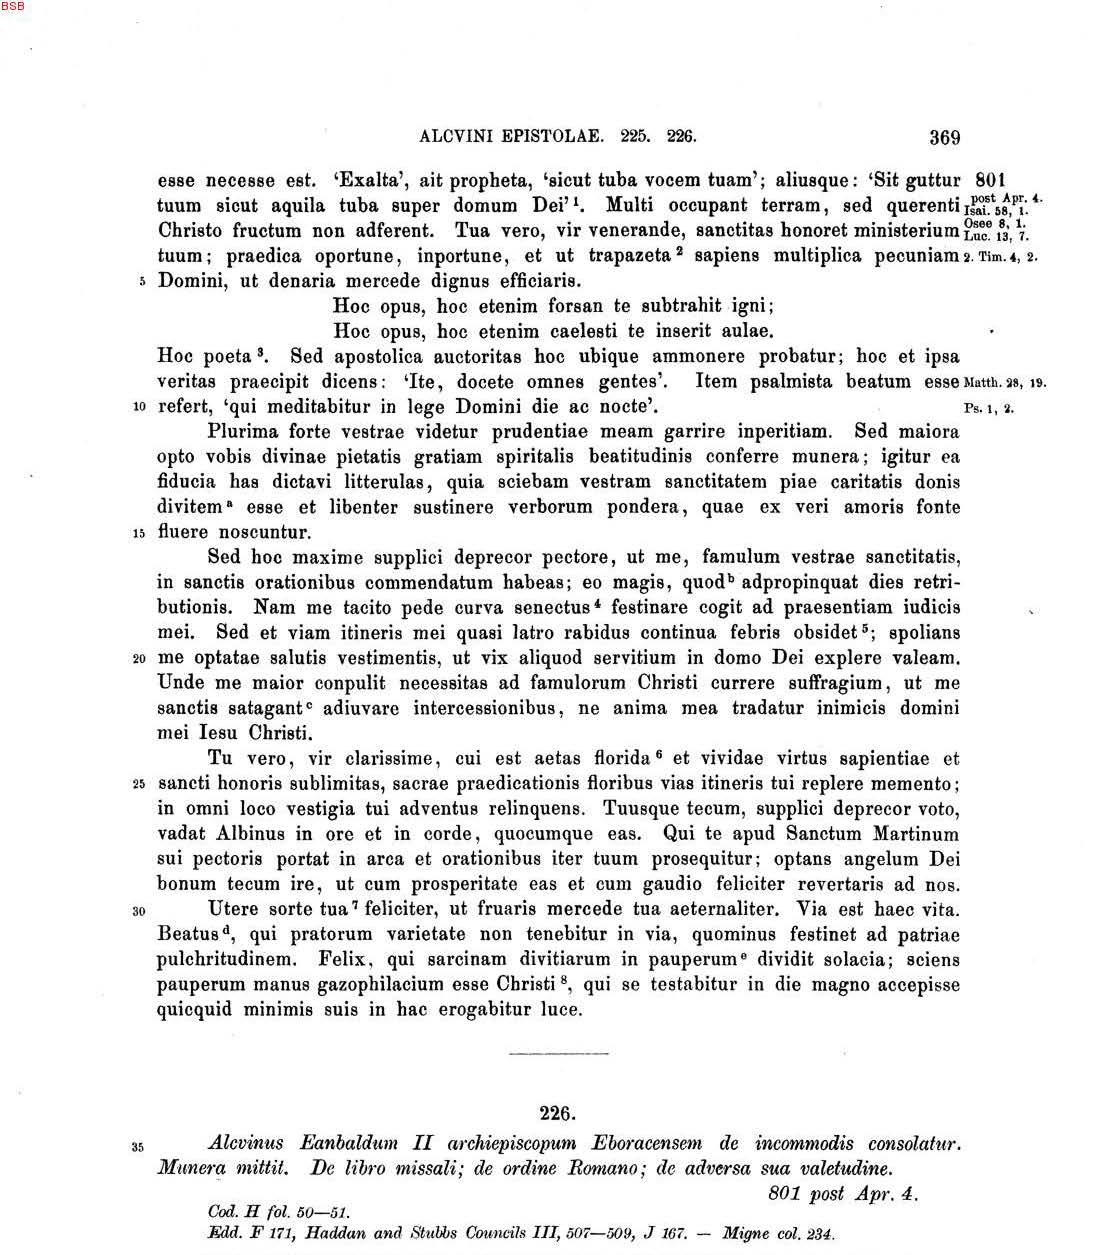 BSB
ALCVINI EPISTOLAE. 225. 226. 369
esse necesse est. ‘Exalta’, ait propheta, ‘sicut tuba vocem tuam’; aliusque: ‘Sit guttur 801
post Apr. 4.
tuum sicut aquila tuba super domum Dei’ ¹. Multi occupant terram, sed querenti Isai. 58, 1.
Osee 8, 1.
Christo fructum non adferent. Tua vero, vir venerande, sanctitas honoret ministerium Luc. 13, 7.
tuum; praedica oportune, inportune, et ut trapazeta ² sapiens multiplica pecuniam 2. Tim. 4, 2.
5 Domini, ut denaria mercede dignus efficiaris.
Hoc opus, hoc etenim forsan te subtrahit igni;
Hoc opus, hoc etenim caelesti te inserit aulae.
Hoc poeta ³. Sed apostolica auctoritas hoc ubique ammonere probatur; hoc et ipsa
veritas praecipit dicens: ‘Ite, docete omnes gentes’. Item psalmista beatum esse Matth. 28, 19.
10 refert, ‘qui meditabitur in lege Domini die ac nocte’. Ps. 1, 2.
Plurima forte vestrae videtur prudentiae meam garrire inperitiam. Sed maiora
opto vobis divinae pietatis gratiam spiritalis beatitudinis conferre munera; igitur ea
fiducia has dictavi litterulas, quia sciebam vestram sanctitatem piae caritatis donis
divitem ᵃ esse et libenter sustinere verborum pondera, quae ex veri amoris fonte
15 fluere noscuntur.
Sed hoc maxime supplici deprecor pectore, ut me, famulum vestrae sanctitatis,
in sanctis orationibus commendatum habeas; eo magis, quod ᵇ adpropinquat dies retri-
butionis. Nam me tacito pede curva senectus ⁴ festinare cogit ad praesentiam iudicis
mei. Sed et viam itineris mei quasi latro rabidus continua febris obsidet ⁵; spolians
20 me optatae salutis vestimentis, ut vix aliquod servitium in domo Dei explere valeam.
Unde me maior conpulit necessitas ad famulorum Christi currere suffragium, ut me
sanctis satagant ᶜ adiuvare intercessionibus, ne anima mea tradatur inimicis domini
mei Iesu Christi.
Tu vero, vir clarissime, cui est aetas florida ⁶ et vividae virtus sapientiae et
25 sancti honoris sublimitas, sacrae praedicationis floribus vias itineris tui replere memento;
in omni loco vestigia tui adventus relinquens. Tuusque tecum, supplici deprecor voto,
vadat Albinus in ore et in corde, quocumque eas. Qui te apud Sanctum Martinum
sui pectoris portat in arca et orationibus iter tuum prosequitur; optans angelum Dei
bonum tecum ire, ut cum prosperitate eas et cum gaudio feliciter revertaris ad nos.
30 Utere sorte tua ⁷ feliciter, ut fruaris mercede tua aeternaliter. Via est haec vita.
Beatus ᵈ, qui pratorum varietate non tenebitur in via, quominus festinet ad patriae
pulchritudinem. Felix, qui sarcinam divitiarum in pauperum ᵉ dividit solacia; sciens
pauperum manus gazophilacium esse Christi ⁸, qui se testabitur in die magno accepisse
quicquid minimis suis in hac erogabitur luce.
226.
35 Alcvinus Eanbaldum II archiepiscopum Eboracensem de incommodis consolatur.
Munera mittit. De libro missali; de ordine Romano; de adversa sua valetudine.
801 post Apr. 4.
Cod. H fol. 50—51.
Edd. F 171, Haddan and Stubbs Councils III, 507—509, J 167. — Migne col. 234.